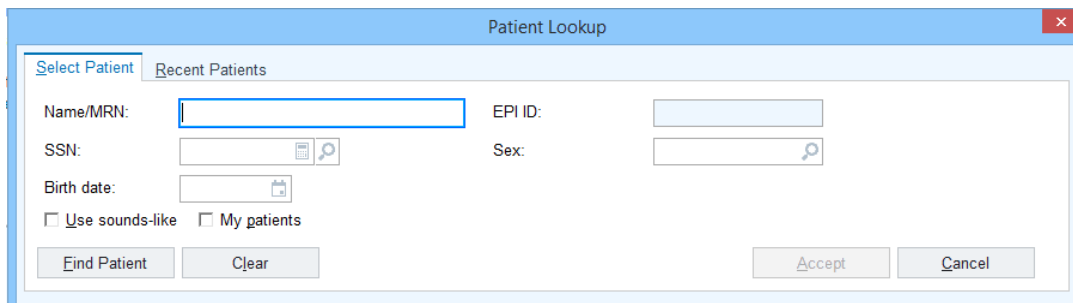 Patient Lookup
Select Patient Recent Patients
Name/MRN: EPI ID:
SSN: Sex:
Birth date:
Use sounds-like My patients
Find Patient Clear Accept Cancel